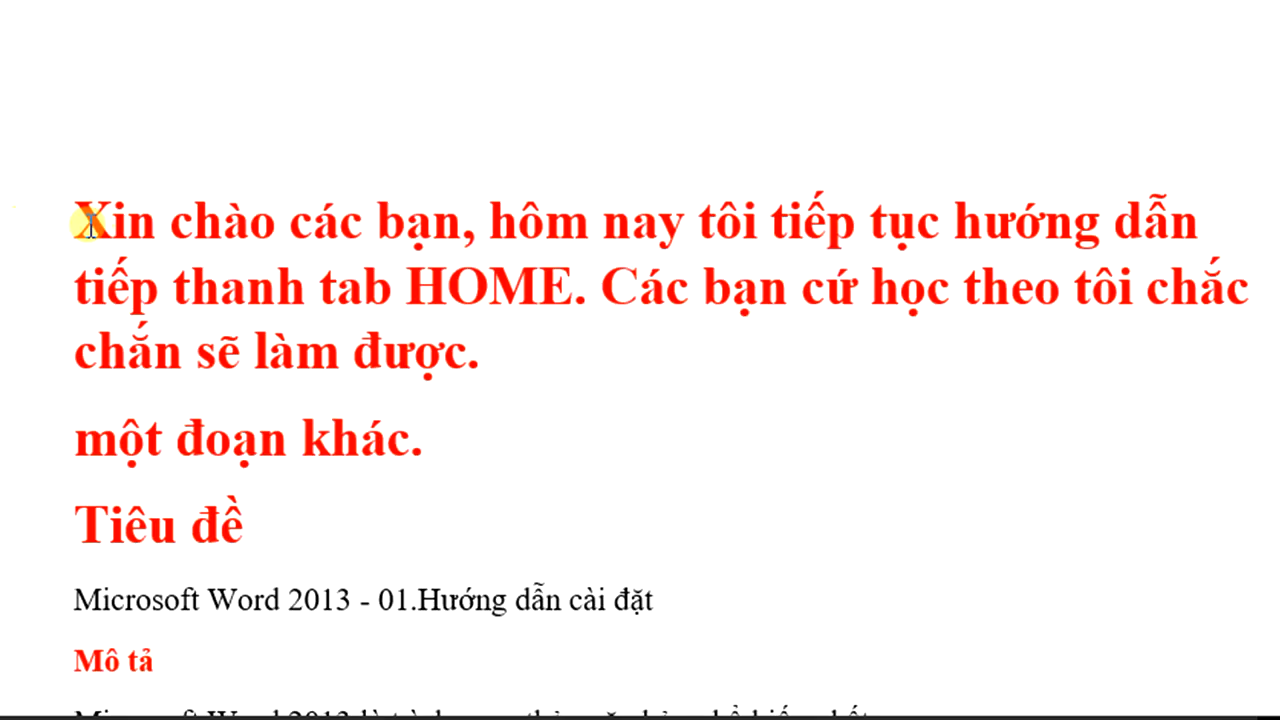 Xin chào các bạn, hôm nay tôi tiếp tục hướng dẫn
tiếp thanh tab HOME. Các bạn cứ học theo tôi chắc
chắn sẽ làm được.
một đoạn khác.
Tiêu đề
Microsoft Word 2013 - 01.Hướng dẫn cài đặt
Mô tả